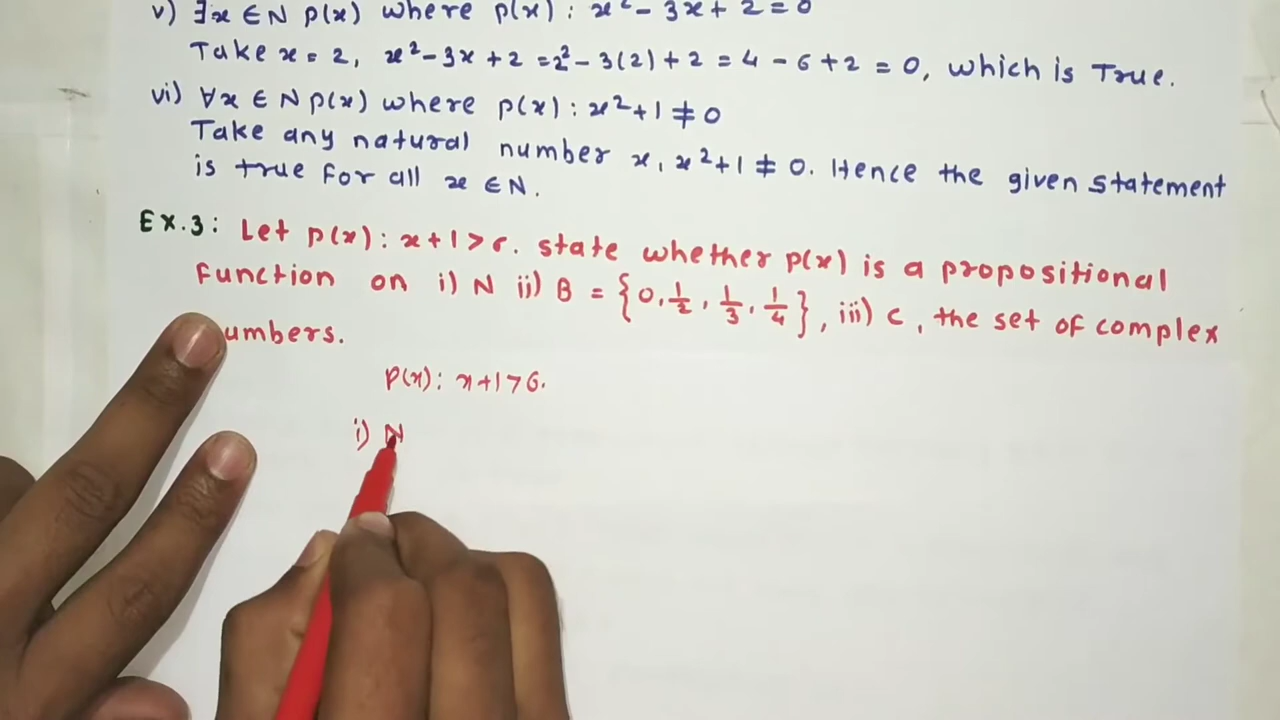 v) ∃x ∈ N p(x) where p(x) : x² - 3x + 2 = 0
Take x = 2, x² - 3x + 2 = 2² - 3(2) + 2 = 4 - 6 + 2 = 0, which is True.
vi) ∀x ∈ N p(x) where p(x) : x² + 1 ≠ 0
Take any natural number x, x² + 1 ≠ 0. Hence the given statement
is true for all x ∈ N.
Ex.3: Let p(x) : x + 1 > 6. state whether p(x) is a propositional
function on i) N ii) B = {0, 1/2, 1/3, 1/4}, iii) C, the set of complex
umbers.
P(x): x+1>6.
i) N